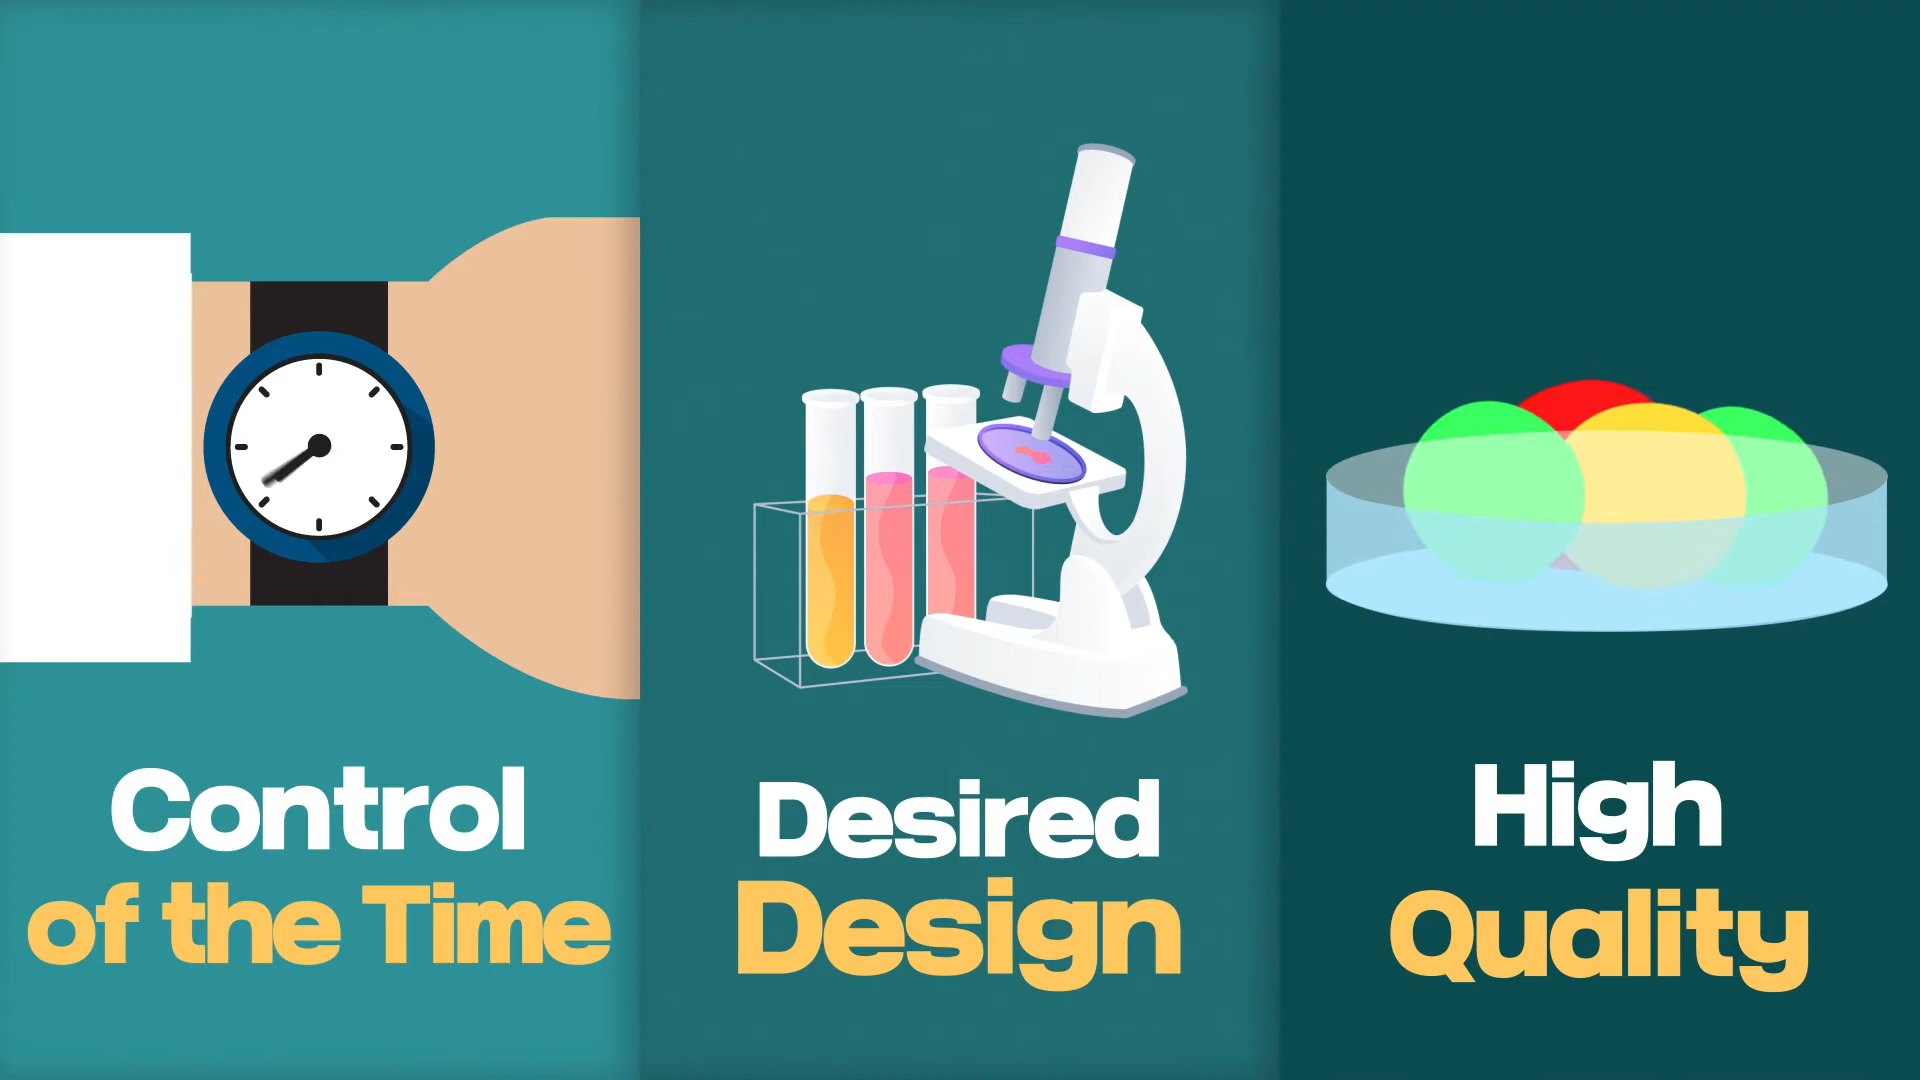 Control
of the Time
Desired
Design
High
Quality